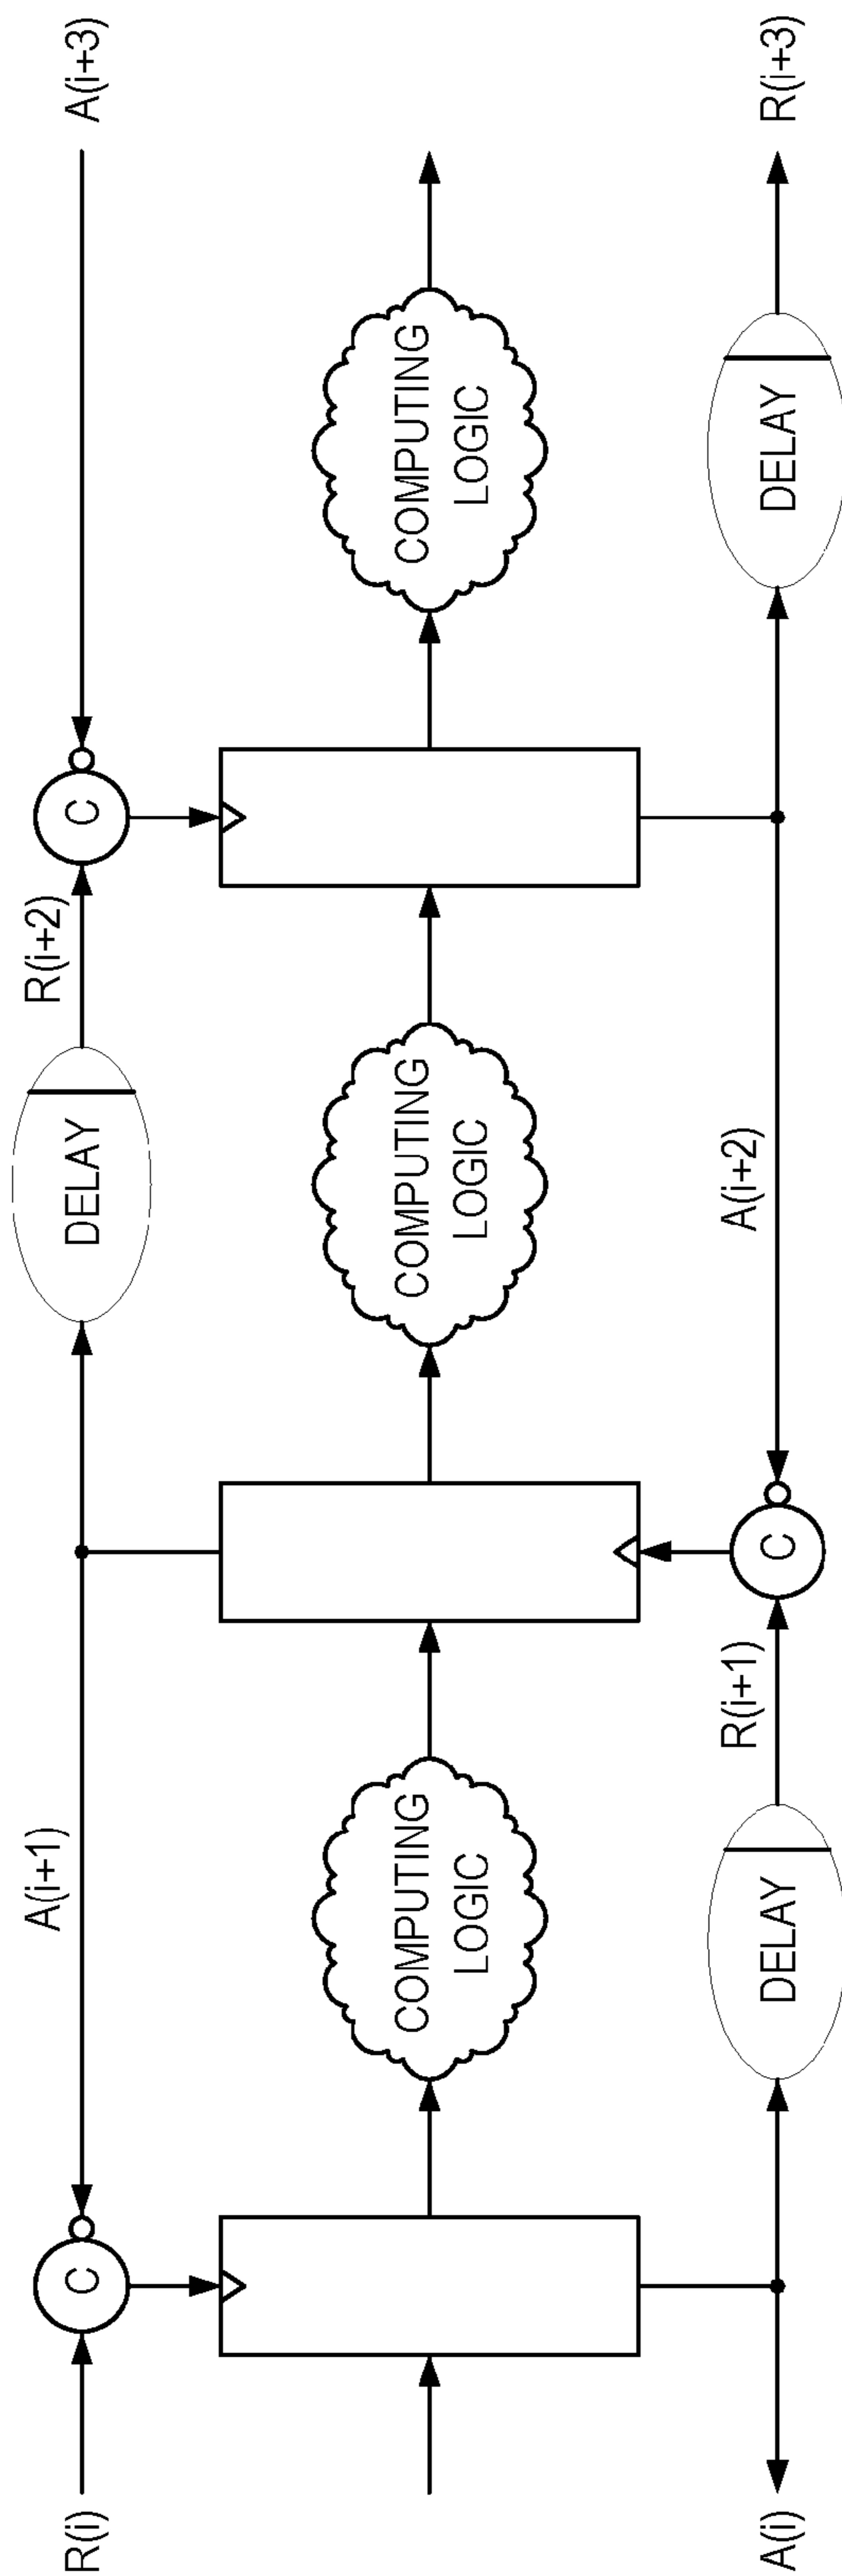 A(i+1)
A(i+3)
R(i)
C
DELAY
R(i+2)
C
COMPUTING
LOGIC
COMPUTING
LOGIC
COMPUTING
LOGIC
A(i)
DELAY
R(i+1)
C
A(i+2)
DELAY
R(i+3)